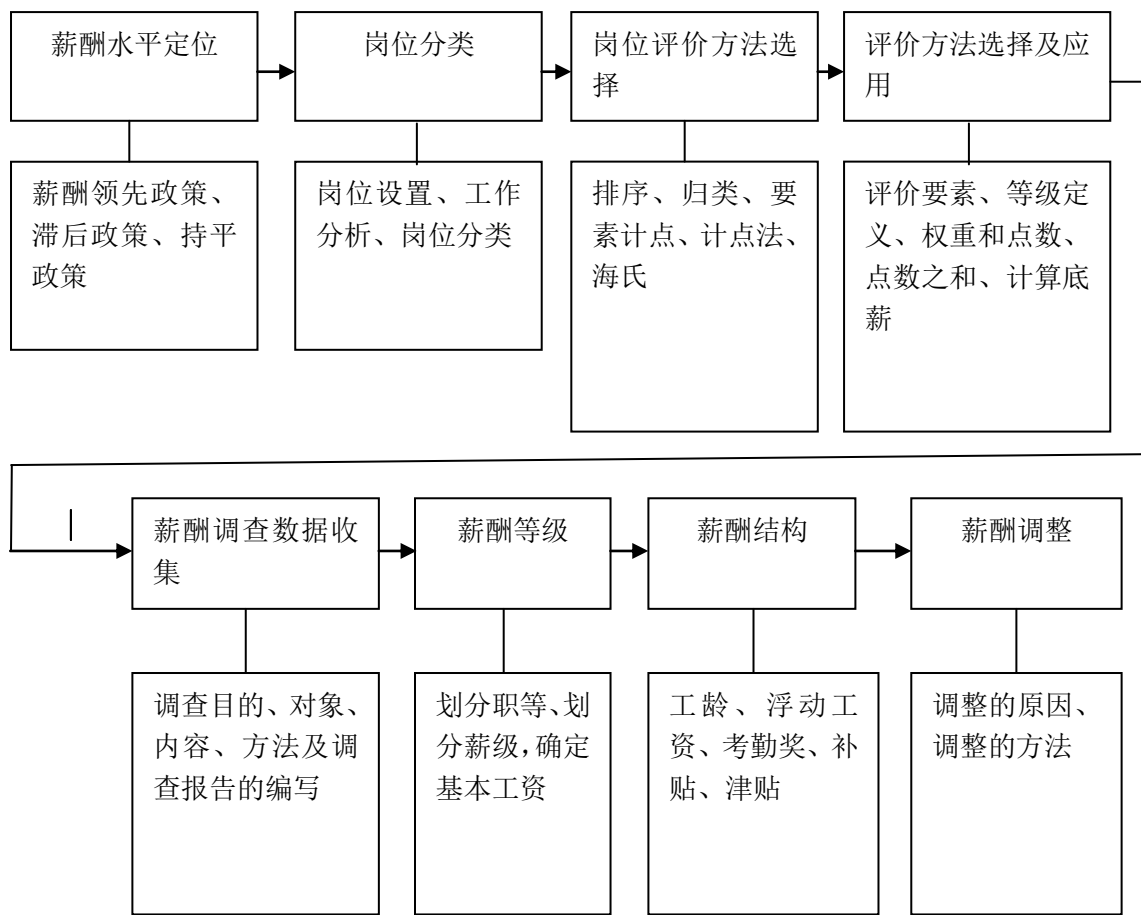 薪酬水平定位
岗位分类
岗位评价方法选
择
评价方法选择及应
用
薪酬领先政策、
滞后政策、持平
政策
岗位设置、工作
分析、岗位分类
排序、归类、要
素计点、计点法、
海氏
评价要素、等级定
义、权重和点数、
点数之和、计算底
薪
薪酬调查数据收
集
薪酬等级
薪酬结构
薪酬调整
调查目的、对象、
内容、方法及调
查报告的编写
划分职等、划
分薪级，确定
基本工资
工龄、浮动工
资、考勤奖、补
贴、津贴
调整的原因、
调整的方法